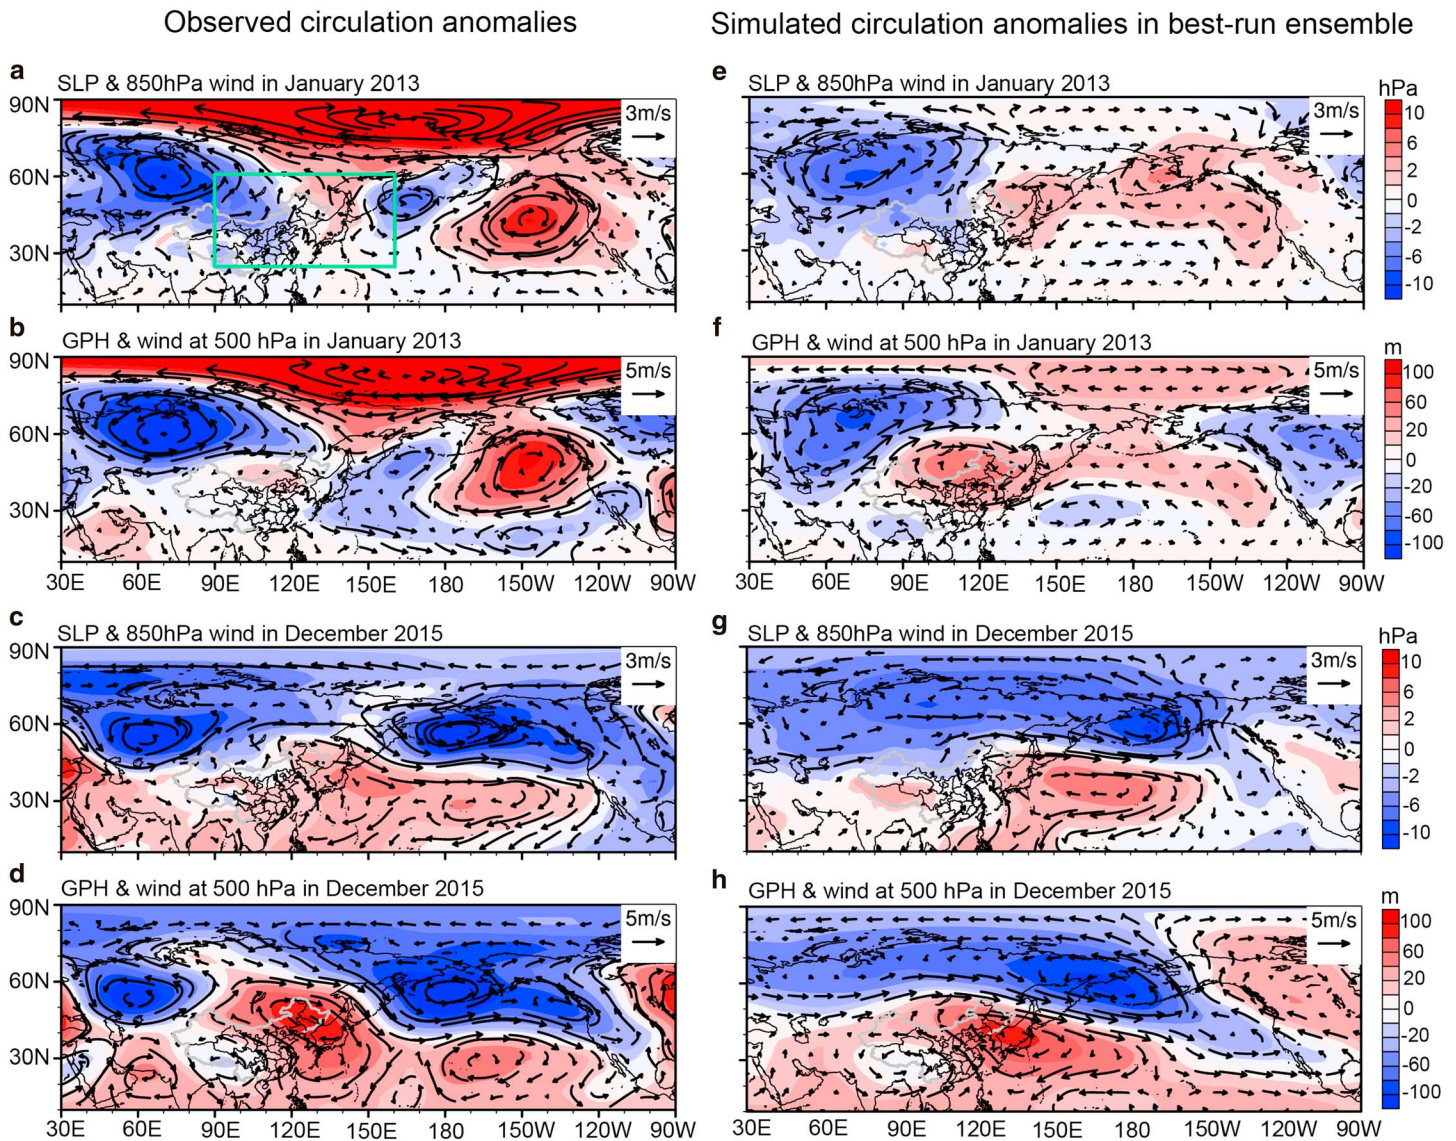 Observed circulation anomalies
Simulated circulation anomalies in best-run ensemble
a
SLP & 850hPa wind in January 2013
90N
60N
30N
3m/s
b
GPH & wind at 500 hPa in January 2013
90N
60N
30N
5m/s
30E 60E 90E 120E 150E 180 150W 120W 90W
c
SLP & 850hPa wind in December 2015
90N
60N
30N
3m/s
d
GPH & wind at 500 hPa in December 2015
90N
60N
30N
5m/s
30E 60E 90E 120E 150E 180 150W 120W 90W
e
SLP & 850hPa wind in January 2013
3m/s
hPa
10
6
2
0
-2
-6
-10
f
GPH & wind at 500 hPa in January 2013
5m/s
m
100
60
20
0
-20
-60
-100
30E 60E 90E 120E 150E 180 150W 120W 90W
g
SLP & 850hPa wind in December 2015
3m/s
hPa
10
6
2
0
-2
-6
-10
h
GPH & wind at 500 hPa in December 2015
5m/s
m
100
60
20
0
-20
-60
-100
30E 60E 90E 120E 150E 180 150W 120W 90W